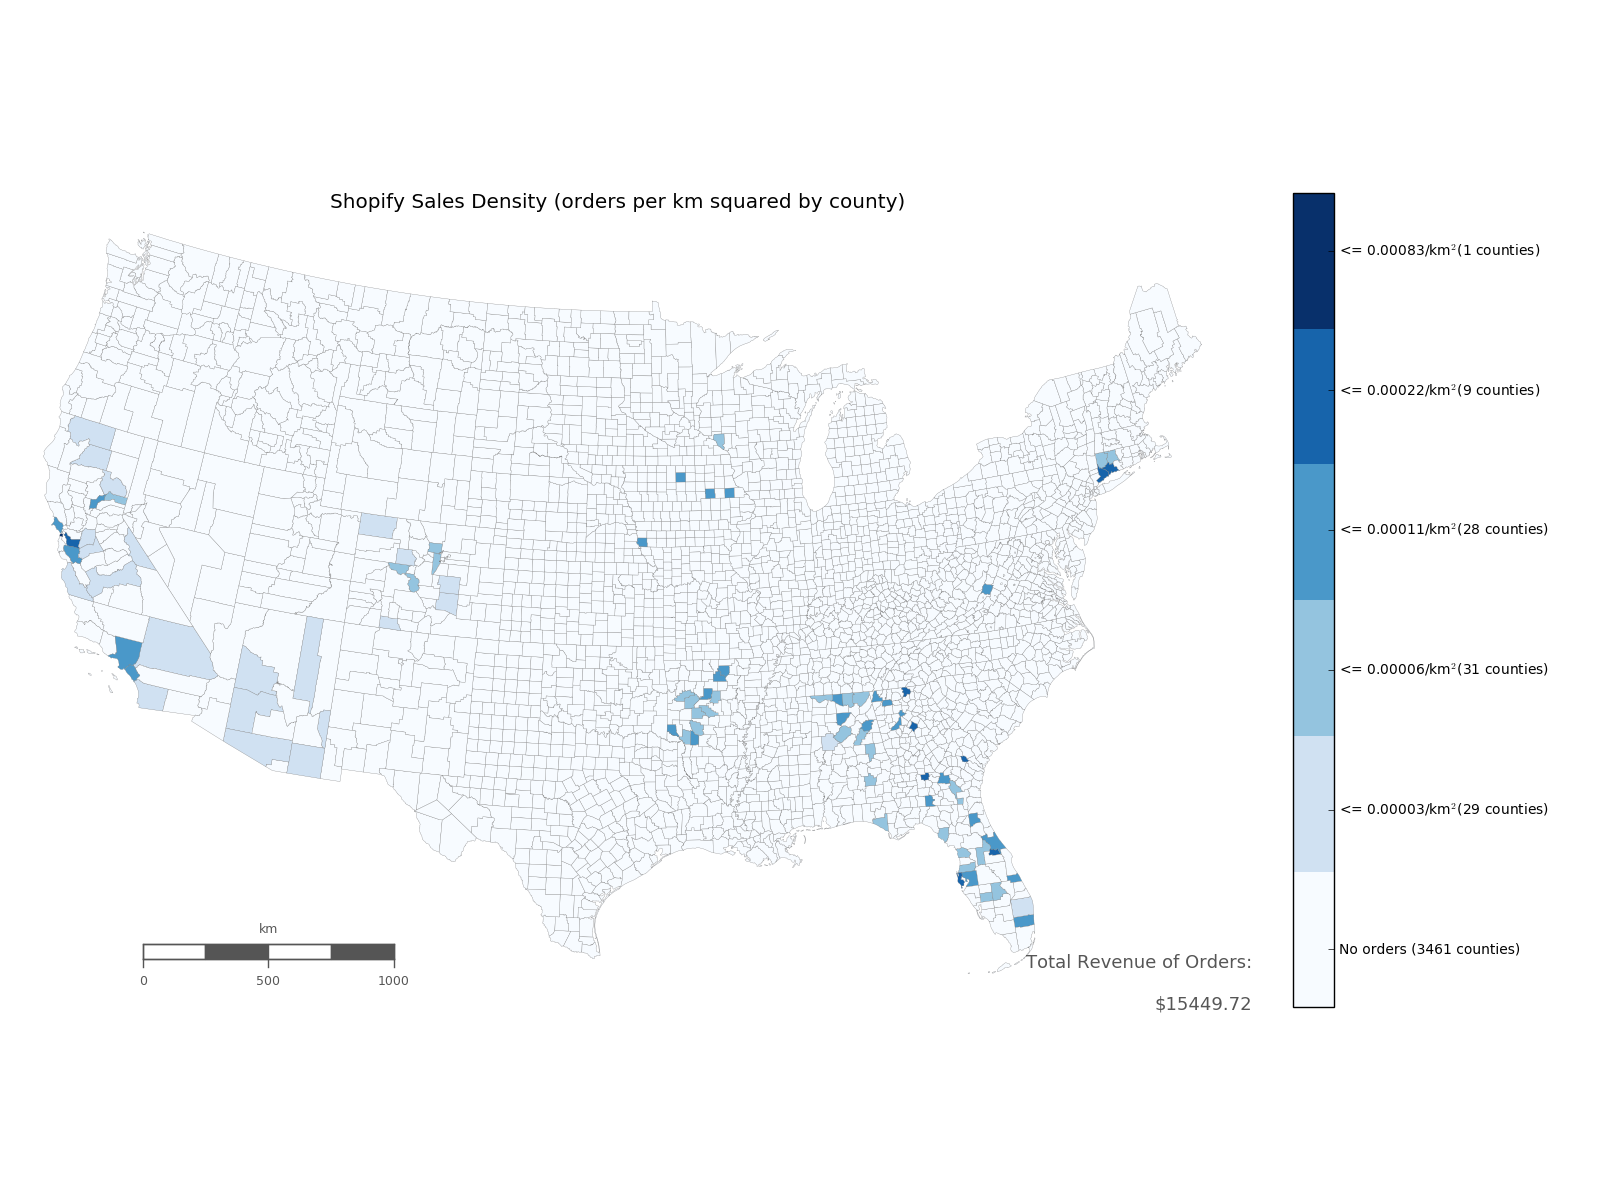 Shopify Sales Density (orders per km squared by county)
<= 0.00083/km²(1 counties)
<= 0.00022/km²(9 counties)
<= 0.00011/km²(28 counties)
<= 0.00006/km²(31 counties)
<= 0.00003/km²(29 counties)
No orders (3461 counties)
km
0 500 1000
Total Revenue of Orders:
$15449.72